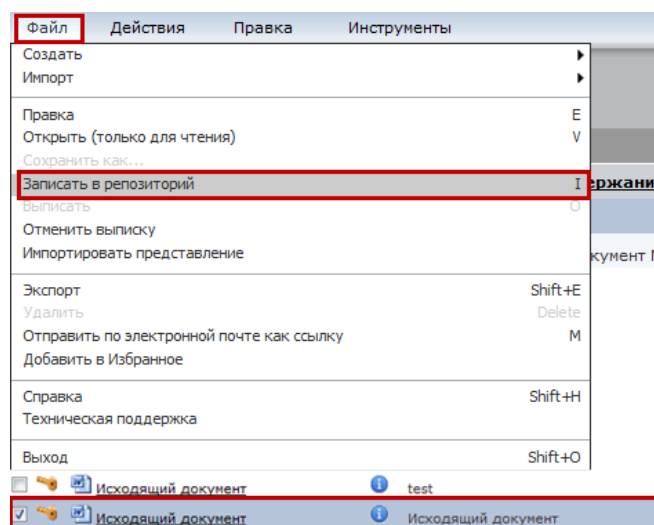 Файл Действия Правка Инструменты
Создать
Импорт
Правка E
Открыть (только для чтения) V
Сохранить как...
Записать в репозиторий I
ержани
Выписать O
Отменить выписку
Импортировать представление
кумент
Экспорт Shift+E
Удалить Delete
Отправить по электронной почте как ссылку M
Добавить в Избранное
Справка Shift+H
Техническая поддержка
Выход Shift+O
Исходящий документ test
Исходящий документ Исходящий документ